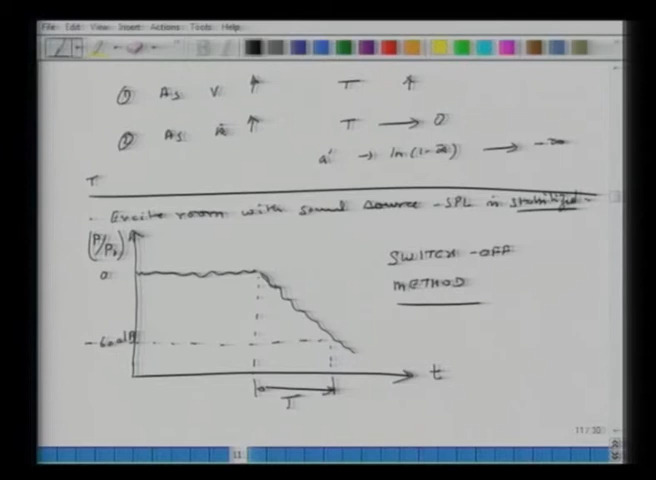 File Edit View Insert Actions Tools Help
① As V ↑ T ↑
② As ᾱ ↑ T → 0
a' → ln(1-ᾱ) → -∞
T
. Excite room with sound source - SPL is stabilized.
(P/P₀)
0
SWITCH-OFF
METHOD
-60dB
t
T
11 / 30
11